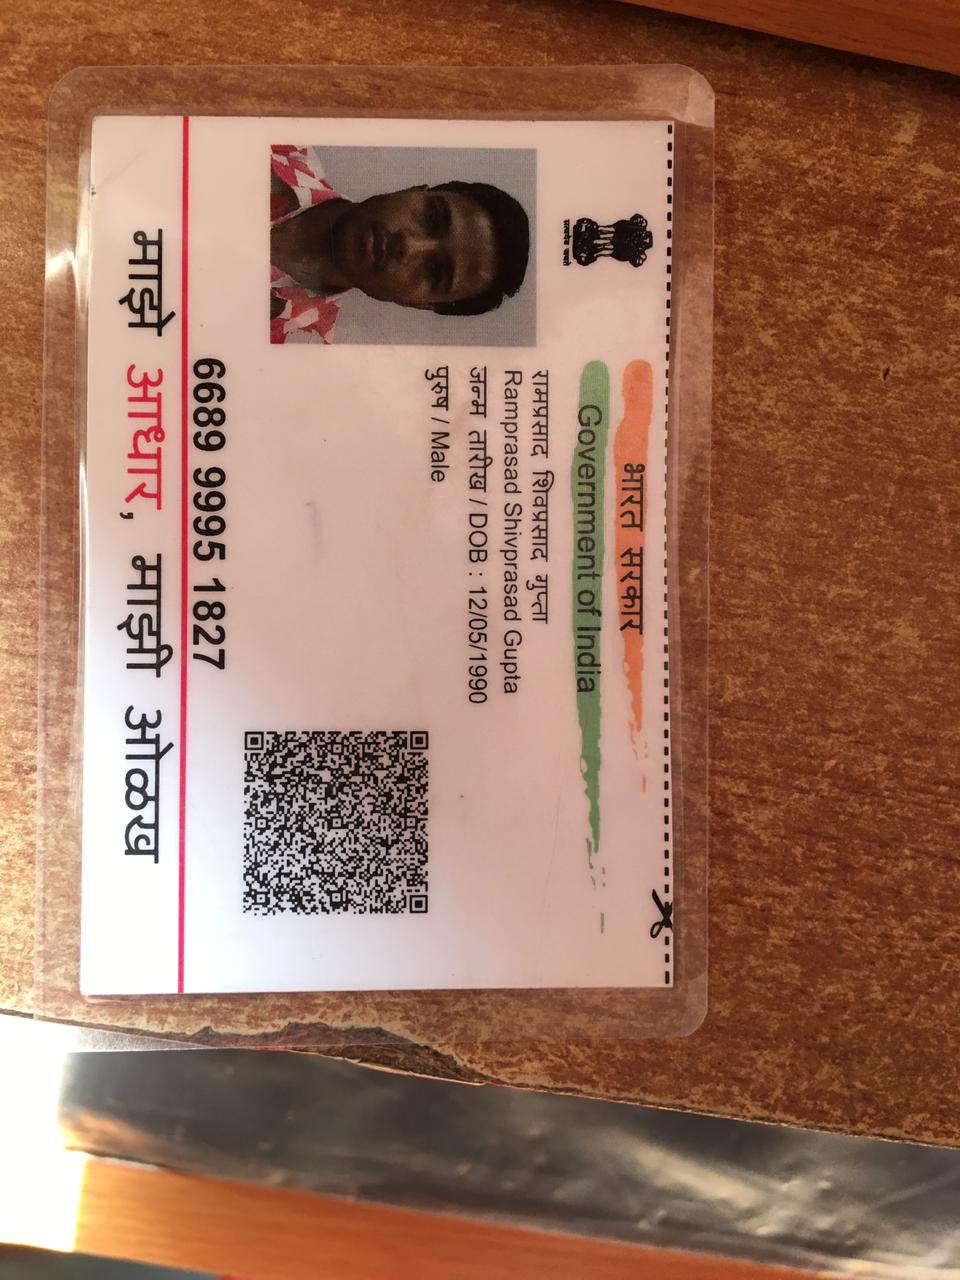 भारत सरकार
Government of India
सत्यमेव जयते
रामप्रसाद शिवप्रसाद गुप्ता
Ramprasad Shivprasad Gupta
जन्म तारीख / DOB : 12/05/1990
पुरुष / Male
6689 9995 1827
माझे आधार, माझी ओळख